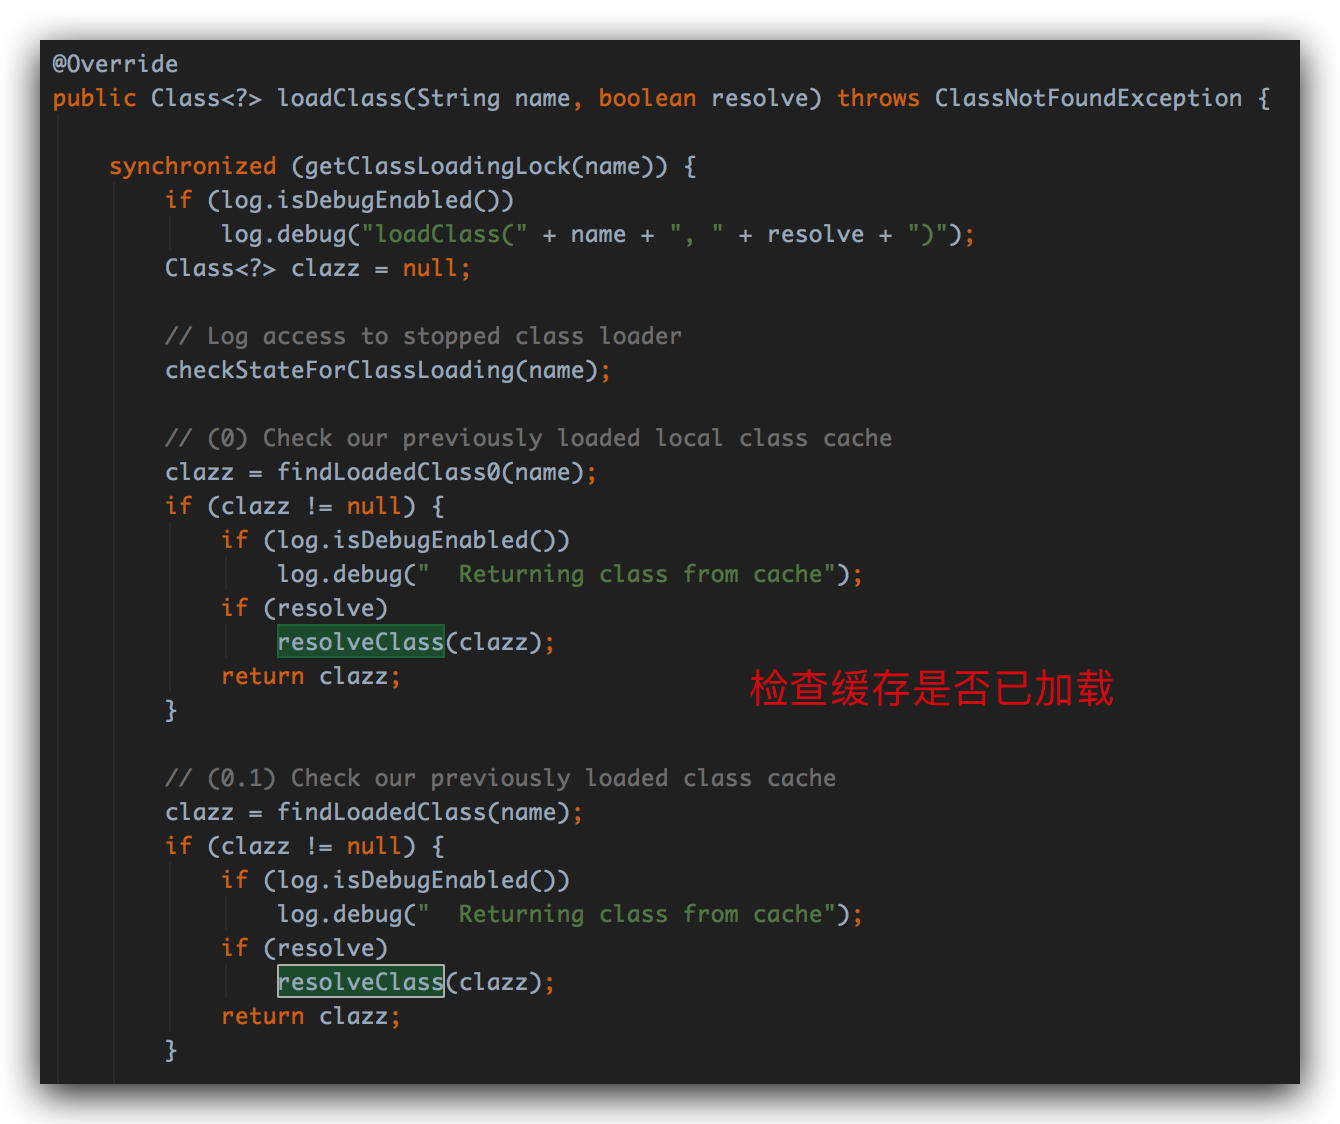 @Override
public Class<?> loadClass(String name, boolean resolve) throws ClassNotFoundException {
synchronized (getClassLoadingLock(name)) {
if (log.isDebugEnabled())
log.debug("loadClass(" + name + ", " + resolve + ")");
Class<?> clazz = null;
// Log access to stopped class loader
checkStateForClassLoading(name);
// (0) Check our previously loaded local class cache
clazz = findLoadedClass0(name);
if (clazz != null) {
if (log.isDebugEnabled())
log.debug("  Returning class from cache");
if (resolve)
resolveClass(clazz);
return clazz;
检查缓存是否已加载
}
// (0.1) Check our previously loaded class cache
clazz = findLoadedClass(name);
if (clazz != null) {
if (log.isDebugEnabled())
log.debug("  Returning class from cache");
if (resolve)
resolveClass(clazz);
return clazz;
}